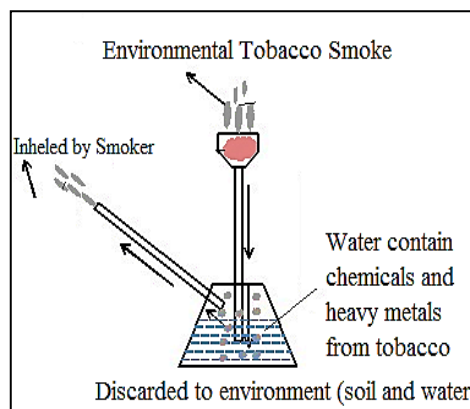 Environmental Tobacco Smoke
Inheled by Smoker
Water contain
chemicals and
heavy metals
from tobacco
Discarded to environment (soil and water